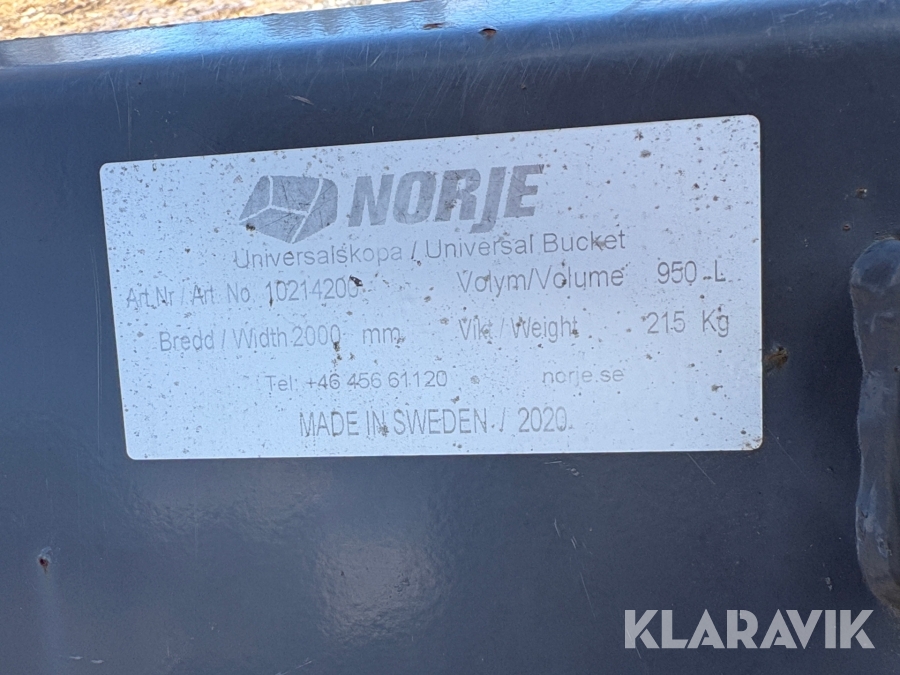 NORJE
Universalskopa / Universal Bucket
Art.Nr / Art. No. 10214200 Volym/Volume 950 L
Bredd / Width 2000 mm Vikt / Weight 215 Kg
Tel: +46 456 61120 norje.se
MADE IN SWEDEN / 2020
KLARAVIK